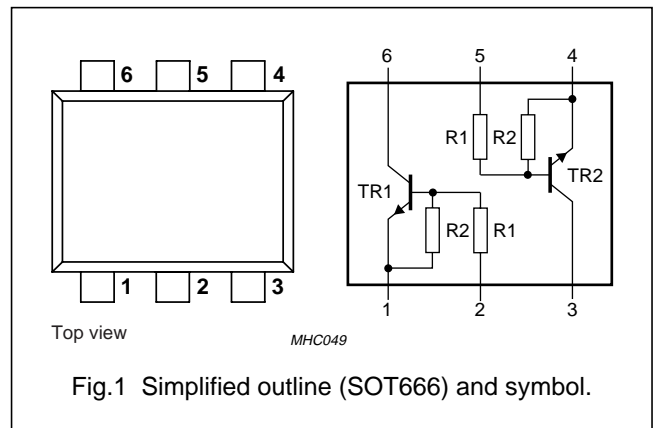 6 5 4
1 2 3
Top view
6 5 4
R1 R2
TR2
TR1
R2 R1
1 2 3
MHC049
Fig.1 Simplified outline (SOT666) and symbol.